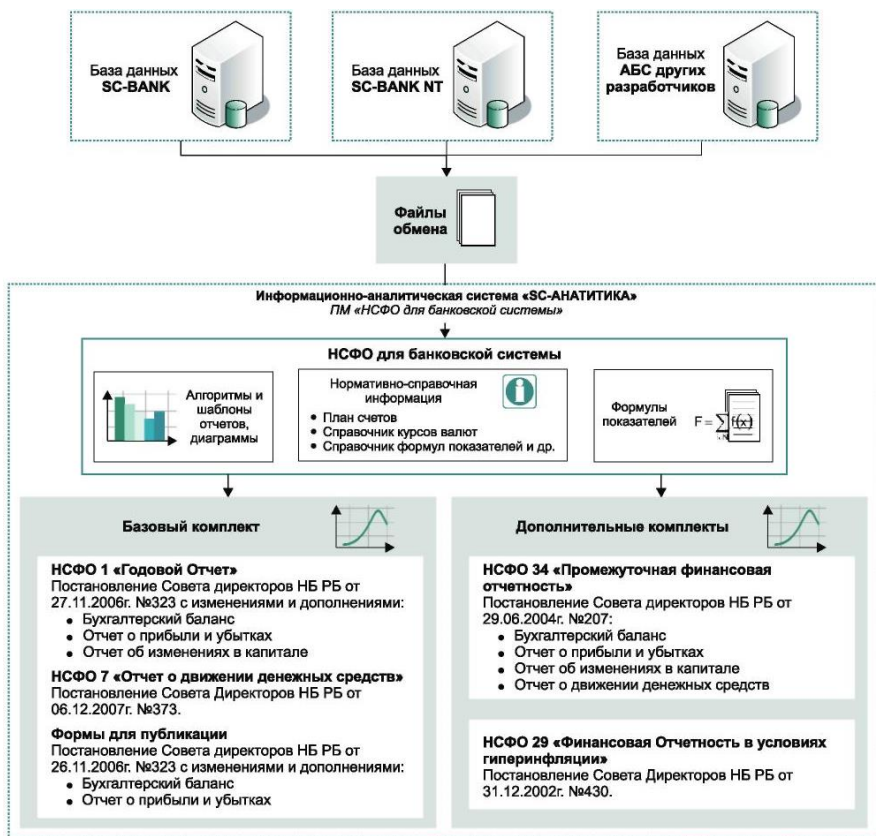 База данных
SC-BANK
База данных
SC-BANK NT
База данных
АБС других
разработчиков
Файлы
обмена
Информационно-аналитическая система «SC-АНАТИТИКА»
ПМ «НСФО для банковской системы»
НСФО для банковской системы
Алгоритмы и
шаблоны
отчетов,
диаграммы
Нормативно-справочная
информация
• План счетов
• Справочник курсов валют
• Справочник формул показателей и др.
Формулы
показателей
F=∑f(x)
Базовый комплект
НСФО 1 «Годовой Отчет»
Постановление Совета директоров НБ РБ от
27.11.2006г. №323 с изменениями и дополнениями:
• Бухгалтерский баланс
• Отчет о прибыли и убытках
• Отчет об изменениях в капитале
НСФО 7 «Отчет о движении денежных средств»
Постановление Совета Директоров НБ РБ от
06.12.2007г. №373.
Формы для публикации
Постановление Совета директоров НБ РБ от
26.11.2006г. №323 с изменениями и дополнениями:
• Бухгалтерский баланс
• Отчет о прибыли и убытках
Дополнительные комплекты
НСФО 34 «Промежуточная финансовая
отчетность»
Постановление Совета директоров НБ РБ от
29.06.2004г. №207:
• Бухгалтерский баланс
• Отчет о прибыли и убытках
• Отчет об изменениях в капитале
• Отчет о движении денежных средств
НСФО 29 «Финансовая Отчетность в условиях
гиперинфляции»
Постановление Совета Директоров НБ РБ от
31.12.2002г. №430.